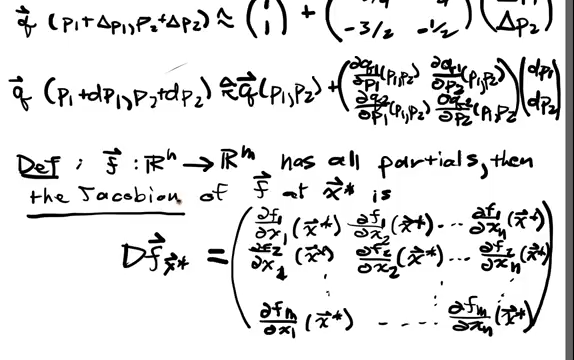 q⃗ (p₁+Δp₁, p₂+Δp₂) ≈ (1 1) + ( -3/2 -1/2 ) ( Δp₂ )
q⃗ (p₁+dp₁, p₂+dp₂) ≈ q⃗(p₁,p₂) + ( ∂q₁/∂p₁(p₁,p₂) ∂q₁/∂p₂(p₁,p₂) ∂q₂/∂p₁(p₁,p₂) ∂q₂/∂p₂(p₁,p₂) ) ( dp₁ dp₂ )
Def : f⃗ : ℝⁿ → ℝᵐ has all partials, then
the Jacobian of f⃗ at x⃗* is
Df⃗x⃗* = ( ∂f₁/∂x₁(x⃗*) ∂f₁/∂x₂(x⃗*) ... ∂f₁/∂xₙ(x⃗*)
∂f₂/∂x₁(x⃗*) ∂f₂/∂x₂(x⃗*) ... ∂f₂/∂xₙ(x⃗*)
⋮ ⋮ ⋮
∂fₘ/∂x₁(x⃗*) - ... ∂fₘ/∂xₙ(x⃗*) )